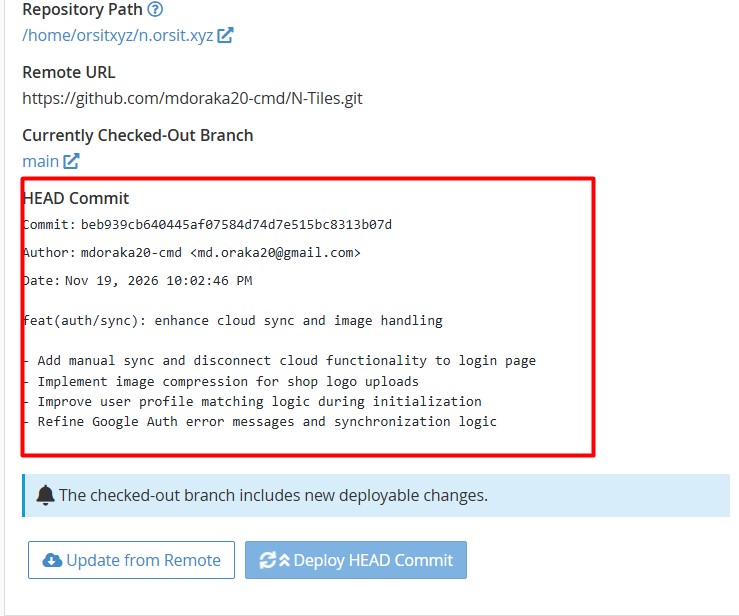 Repository Path
/home/orsitxyz/n.orsit.xyz
Remote URL
https://github.com/mdoraka20-cmd/N-Tiles.git
Currently Checked-Out Branch
main
HEAD Commit
Commit: beb939cb640445af07584d74d7e515bc8313b07d
Author: mdoraka20-cmd <md.oraka20@gmail.com>
Date: Nov 19, 2026 10:02:46 PM
feat(auth/sync): enhance cloud sync and image handling
- Add manual sync and disconnect cloud functionality to login page
- Implement image compression for shop logo uploads
- Improve user profile matching logic during initialization
- Refine Google Auth error messages and synchronization logic
The checked-out branch includes new deployable changes.
Update from Remote
Deploy HEAD Commit